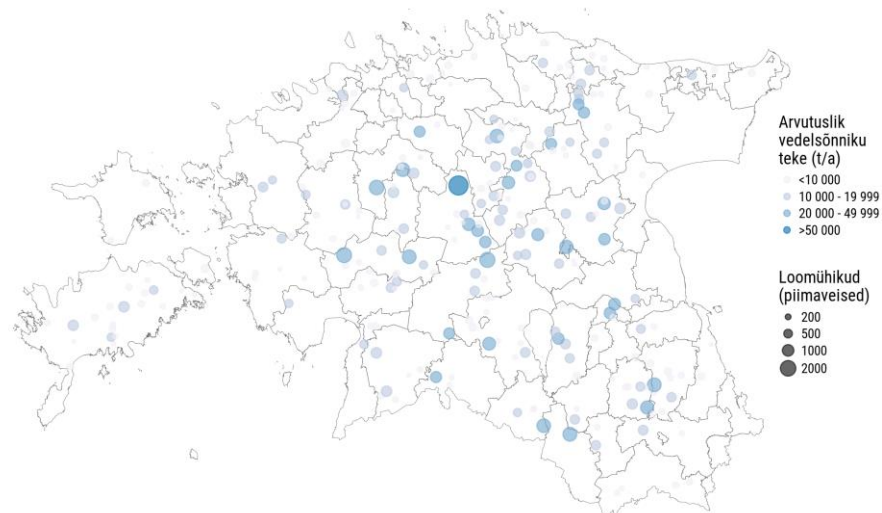 Arvutuslik
vedelsõnniku
teke (t/a)
<10 000
10 000 - 19 999
20 000 - 49 999
>50 000
Loomühikud
(piimaveised)
200
500
1000
2000